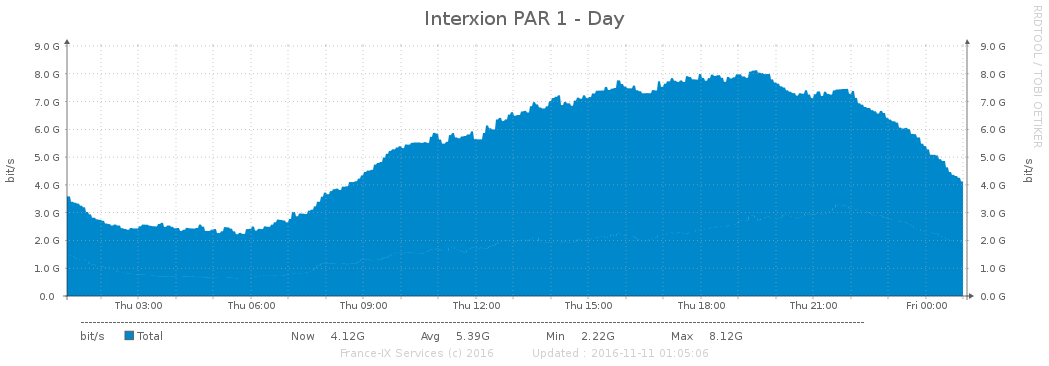 Interxion PAR 1 - Day
RRDTOOL / TOBI OETIKER
bit/s
9.0 G
8.0 G
7.0 G
6.0 G
5.0 G
4.0 G
3.0 G
2.0 G
1.0 G
0.0
9.0 G
8.0 G
7.0 G
6.0 G
5.0 G
4.0 G
3.0 G
2.0 G
1.0 G
0.0 G
bit/s
Thu 03:00 Thu 06:00 Thu 09:00 Thu 12:00 Thu 15:00 Thu 18:00 Thu 21:00 Fri 00:00
bit/s Total Now 4.12G Avg 5.39G Min 2.22G Max 8.12G
France-IX Services (c) 2016 Updated : 2016-11-11 01:05:06